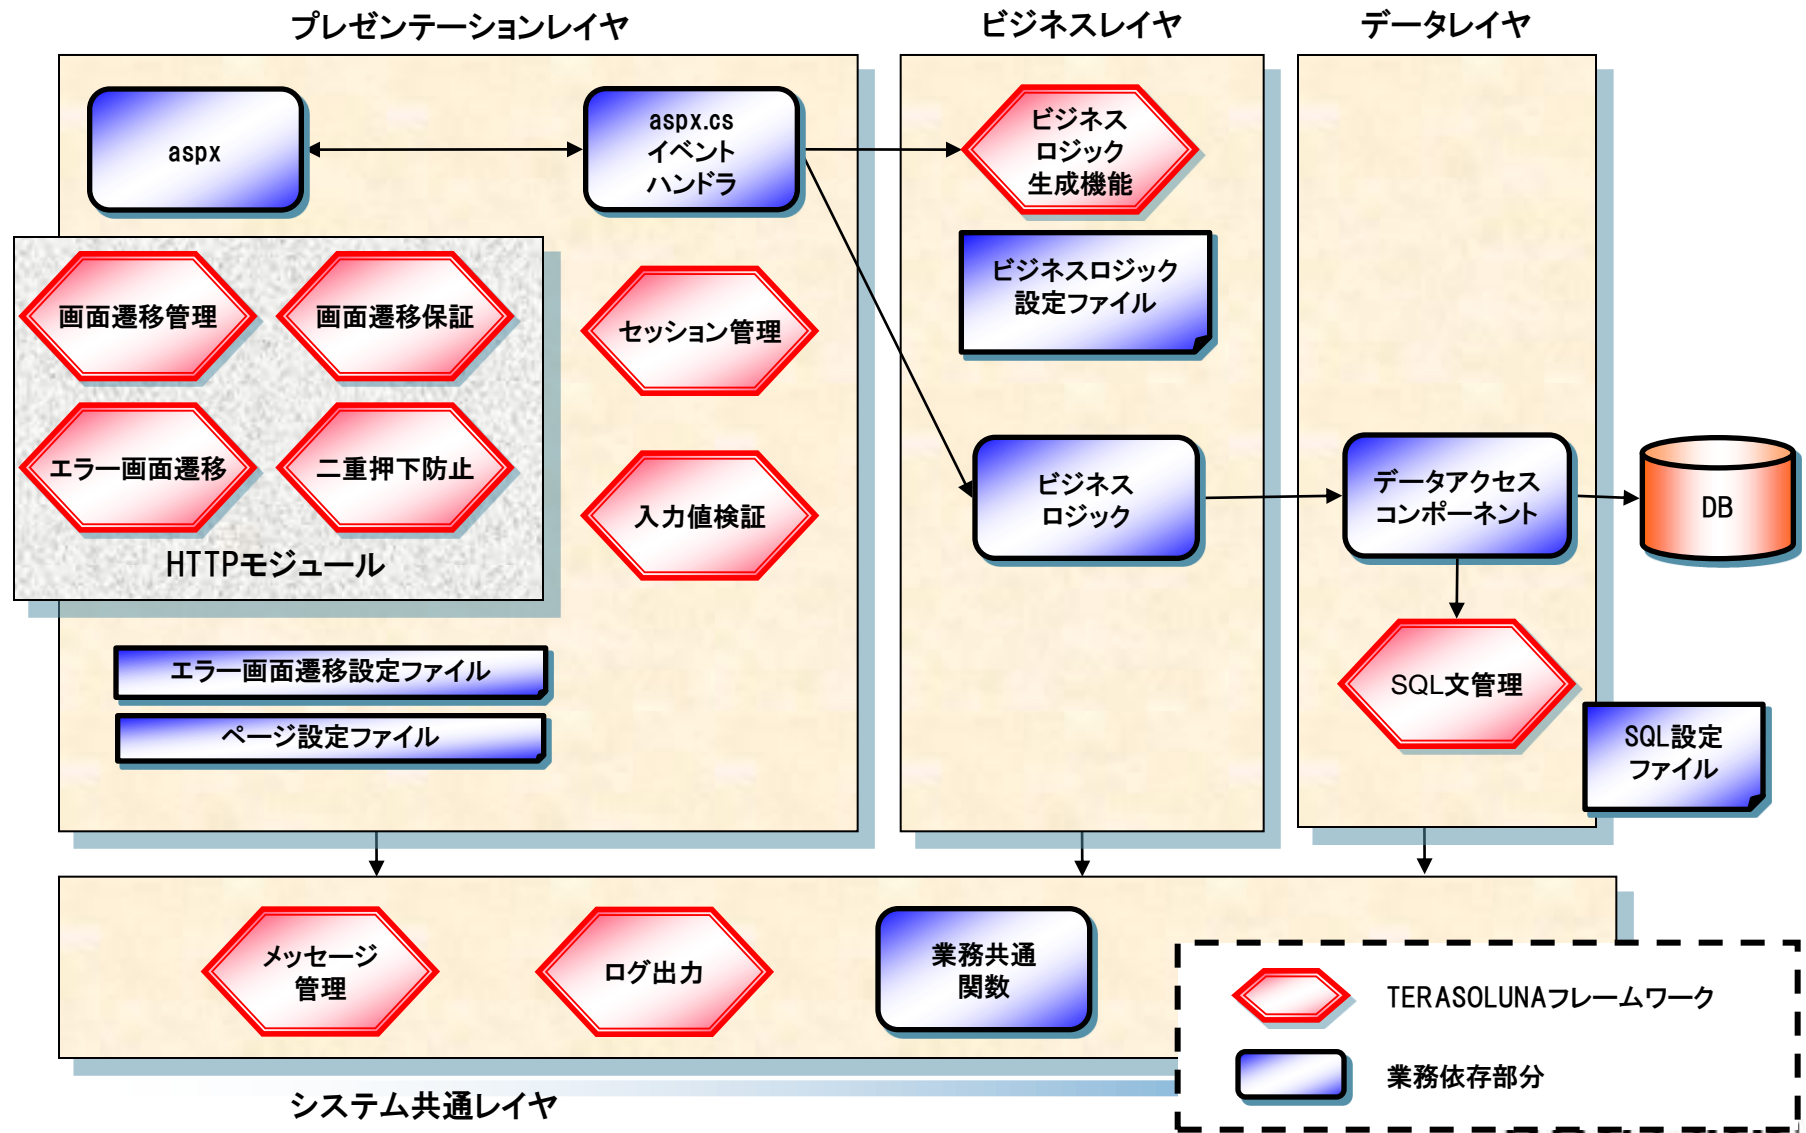 プレゼンテーションレイヤ
ビジネスレイヤ
データレイヤ
aspx
aspx.cs
イベント
ハンドラ
ビジネス
ロジック
生成機能
ビジネスロジック
設定ファイル
画面遷移管理
画面遷移保証
セッション管理
エラー画面遷移
二重押下防止
入力値検証
HTTPモジュール
ビジネス
ロジック
データアクセス
コンポーネント
DB
エラー画面遷移設定ファイル
ページ設定ファイル
SQL文管理
SQL設定
ファイル
メッセージ
管理
ログ出力
業務共通
関数
システム共通レイヤ
TERASOLUNAフレームワーク
業務依存部分